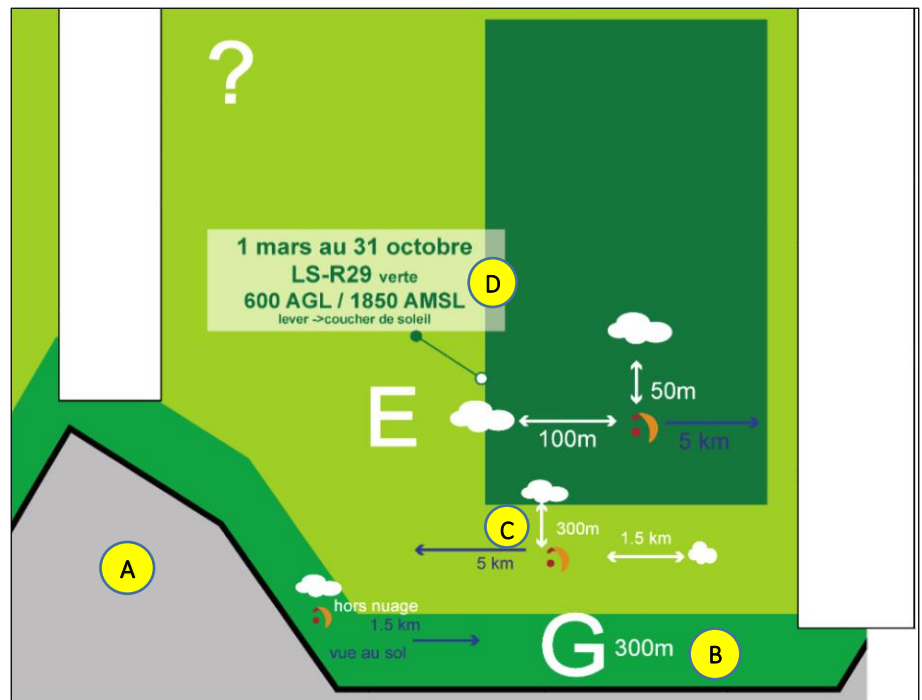 ?
1 mars au 31 octobre
LS-R29 verte
600 AGL / 1850 AMSL
lever ->coucher de soleil
D
50m
E
100m
5 km
C
300m
1.5 km
5 km
A
hors nuage
1.5 km
vue au sol
G 300m
B